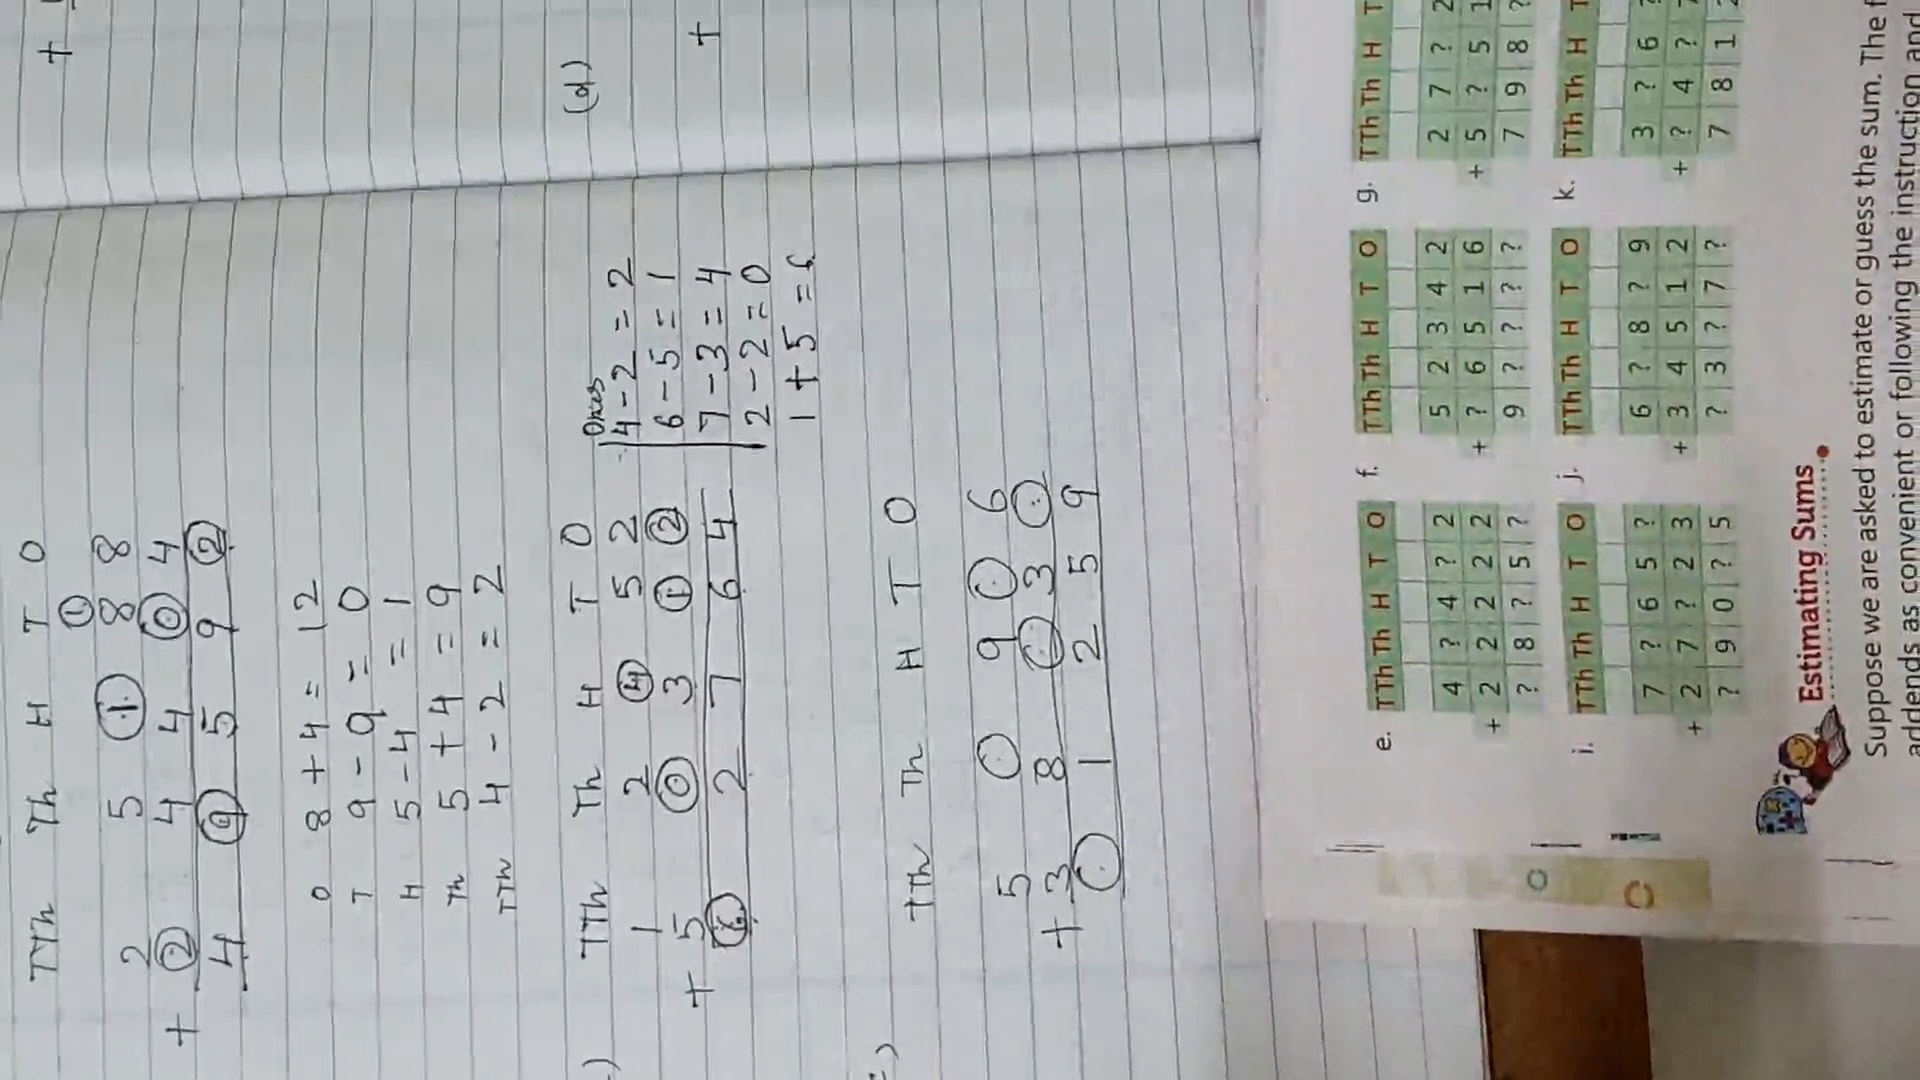 TTh Th H T O
①
2 5 ① 8 8
+ ② 4 4 ⓪ 4
4 ⑨ 5 9 ②
O 8 + 4 = 12
T 9 - 9 = 0
H 5 - 4 = 1
Th 5 + 4 = 9
TTh 4 - 2 = 2
TTh Th H T O
1 2 ④ 5 2
+ 5 ⓪ 3 ① ②
⑥ 2 7 6 4
Ones
4 - 2 = 2
6 - 5 = 1
7 - 3 = 4
2 - 2 = 0
1 + 5 = 6
TTh Th H T O
5 9 6
+ 3 8 3
1 2 5 9
(d)
+
+
e. TTh Th H T O
4 ? 4 ? 2
+ 2 2 2 2 2
? 8 ? 5 ?
f. TTh Th H T O
5 2 3 4 2
+ ? 6 5 1 6
9 ? ? ? ?
g. TTh Th H T
2 7 ? 2
+ 5 ? 5 1
7 9 8 ?
i. TTh Th H T O
7 ? 6 5 ?
+ 2 7 ? 2 3
? 9 0 ? 5
j. TTh Th H T O
6 ? 8 ? 9
+ 3 4 5 1 2
? 3 ? 7 ?
k. TTh Th H T
3 ? 6 ?
+ ? 4 ?
7 8 1
Estimating Sums
Suppose we are asked to estimate or guess the sum. The
addends as convenient or following the instruction and